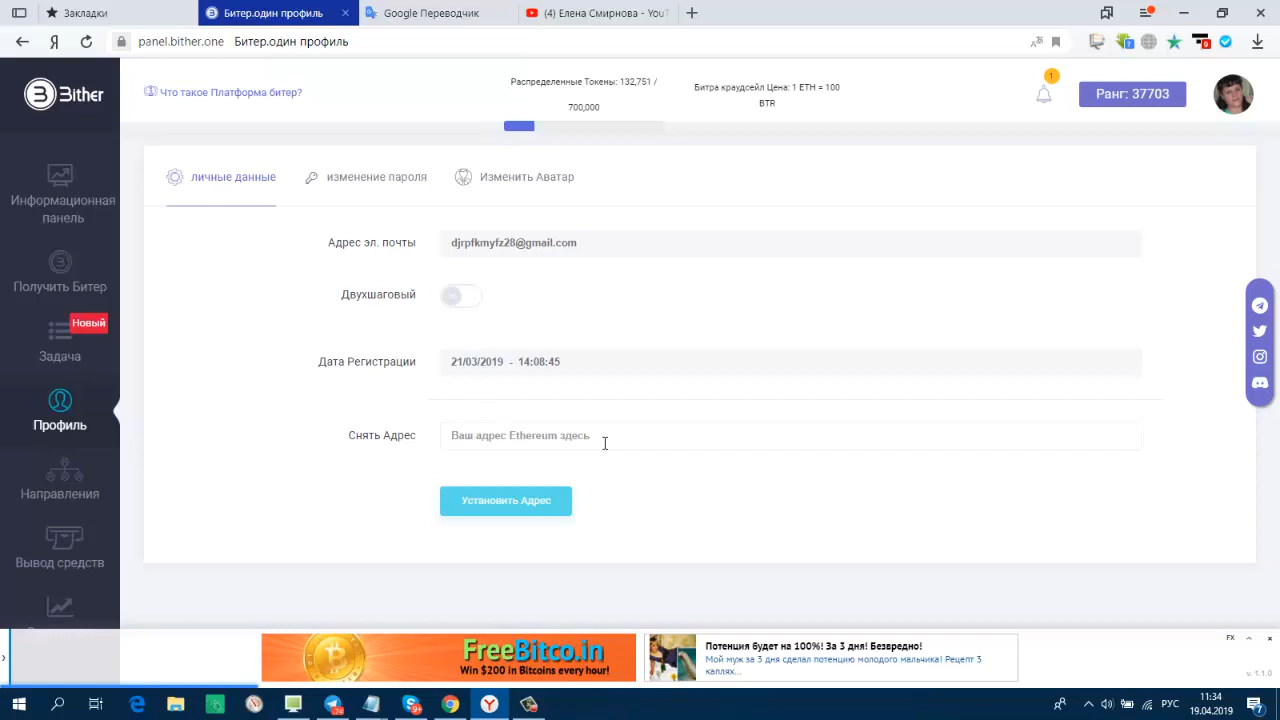 Закладки
Битер.один профиль
Google Переводчик
(4) Елена Смирнова - YouT
panel.bither.one Битер.один профиль
Bither
Что такое Платформа битер?
Распределенные Токены: 132,751 /
700,000
Битра краудсейл Цена: 1 ETH = 100
BTR
1
Ранг: 37703
личные данные
изменение пароля
Изменить Аватар
Информационная
панель
Получить Битер
Новый
Задача
Профиль
Направления
Вывод средств
Адрес эл. почты
djrpfkmyfz28@gmail.com
Двухшаговый
Дата Регистрации
21/03/2019 - 14:08:45
Снять Адрес
Ваш адрес Ethereum здесь
Установить Адрес
FreeBitco.in
Win $200 in Bitcoins every hour!
Потенция будет на 100%! За 3 дня! Безвредно!
Мой муж за 3 дня сделал потенцию молодого мальчика! Рецепт 3
каплях...
FX
v. 1.1.0
РУС
11:34
19.04.2019